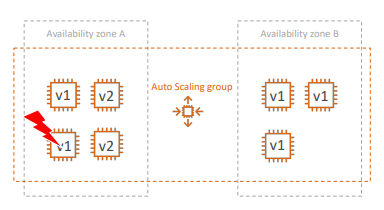 Availability zone A
Availability zone B
Auto Scaling group
v1
v2
v1
v1
v1
v2
v1